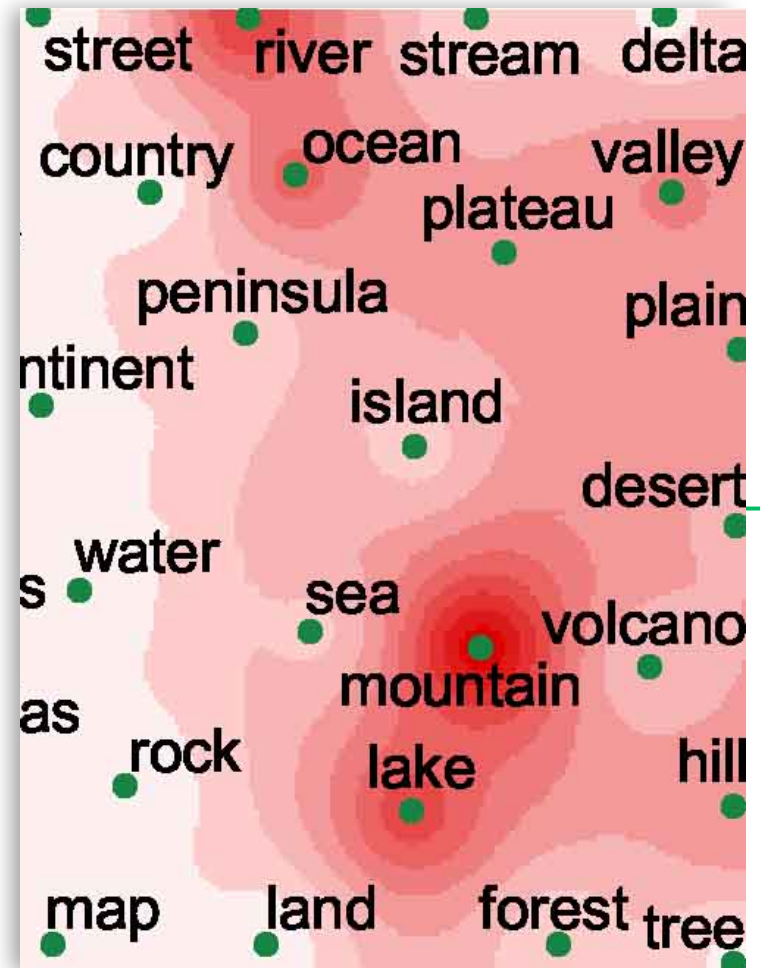 street river stream delta
country ocean valley
plateau
peninsula plain
ntinent
island
desert
water
s sea volcano
mountain
as
rock lake hill
map land forest tree